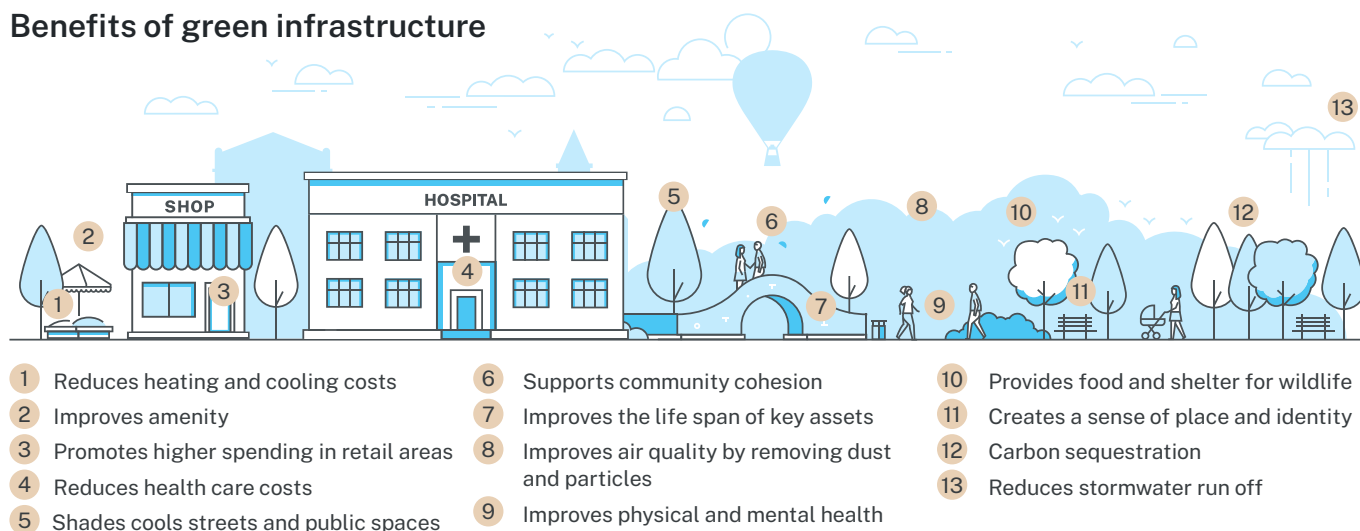 Benefits of green infrastructure
13
SHOP
HOSPITAL
5
12
10
8
6
2
4
3
11
1
7
9
1 Reduces heating and cooling costs
2 Improves amenity
3 Promotes higher spending in retail areas
4 Reduces health care costs
5 Shades cools streets and public spaces
6 Supports community cohesion
7 Improves the life span of key assets
8 Improves air quality by removing dust
and particles
9 Improves physical and mental health
10 Provides food and shelter for wildlife
11 Creates a sense of place and identity
12 Carbon sequestration
13 Reduces stormwater run off